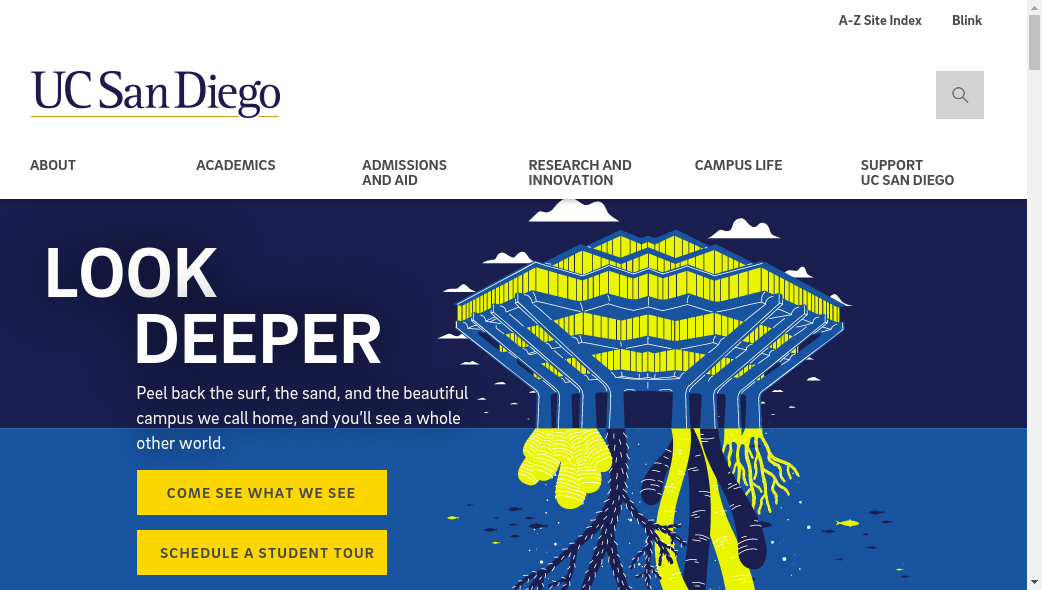 A-Z Site Index Blink
UC San Diego
ABOUT
ACADEMICS
ADMISSIONS
AND AID
RESEARCH AND
INNOVATION
CAMPUS LIFE
SUPPORT
UC SAN DIEGO
LOOK
DEEPER
Peel back the surf, the sand, and the beautiful
campus we call home, and you’ll see a whole
other world.
COME SEE WHAT WE SEE
SCHEDULE A STUDENT TOUR